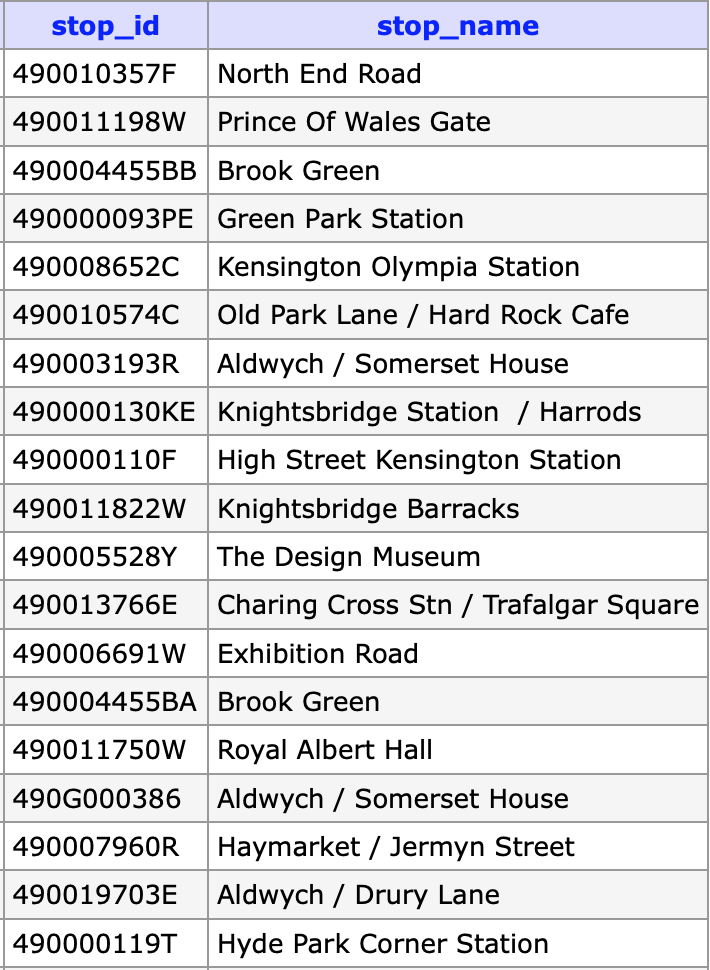 stop_id stop_name
490010357F North End Road
490011198W Prince Of Wales Gate
490004455BB Brook Green
490000093PE Green Park Station
490008652C Kensington Olympia Station
490010574C Old Park Lane / Hard Rock Cafe
490003193R Aldwych / Somerset House
490000130KE Knightsbridge Station  / Harrods
490000110F High Street Kensington Station
490011822W Knightsbridge Barracks
490005528Y The Design Museum
490013766E Charing Cross Stn / Trafalgar Square
490006691W Exhibition Road
490004455BA Brook Green
490011750W Royal Albert Hall
490G000386 Aldwych / Somerset House
490007960R Haymarket / Jermyn Street
490019703E Aldwych / Drury Lane
490000119T Hyde Park Corner Station